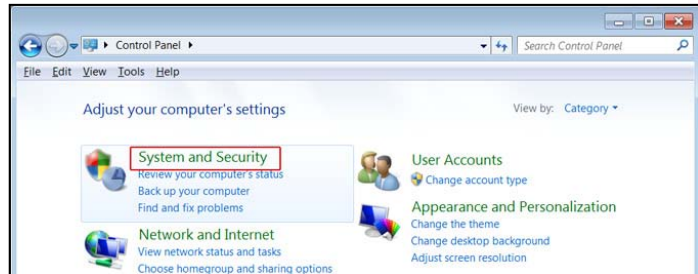 Control Panel
Search Control Panel
File Edit View Tools Help
Adjust your computer's settings
View by: Category
System and Security
Review your computer's status
Back up your computer
Find and fix problems
Network and Internet
View network status and tasks
Choose homegroup and sharing options
User Accounts
Change account type
Appearance and Personalization
Change the theme
Change desktop background
Adjust screen resolution